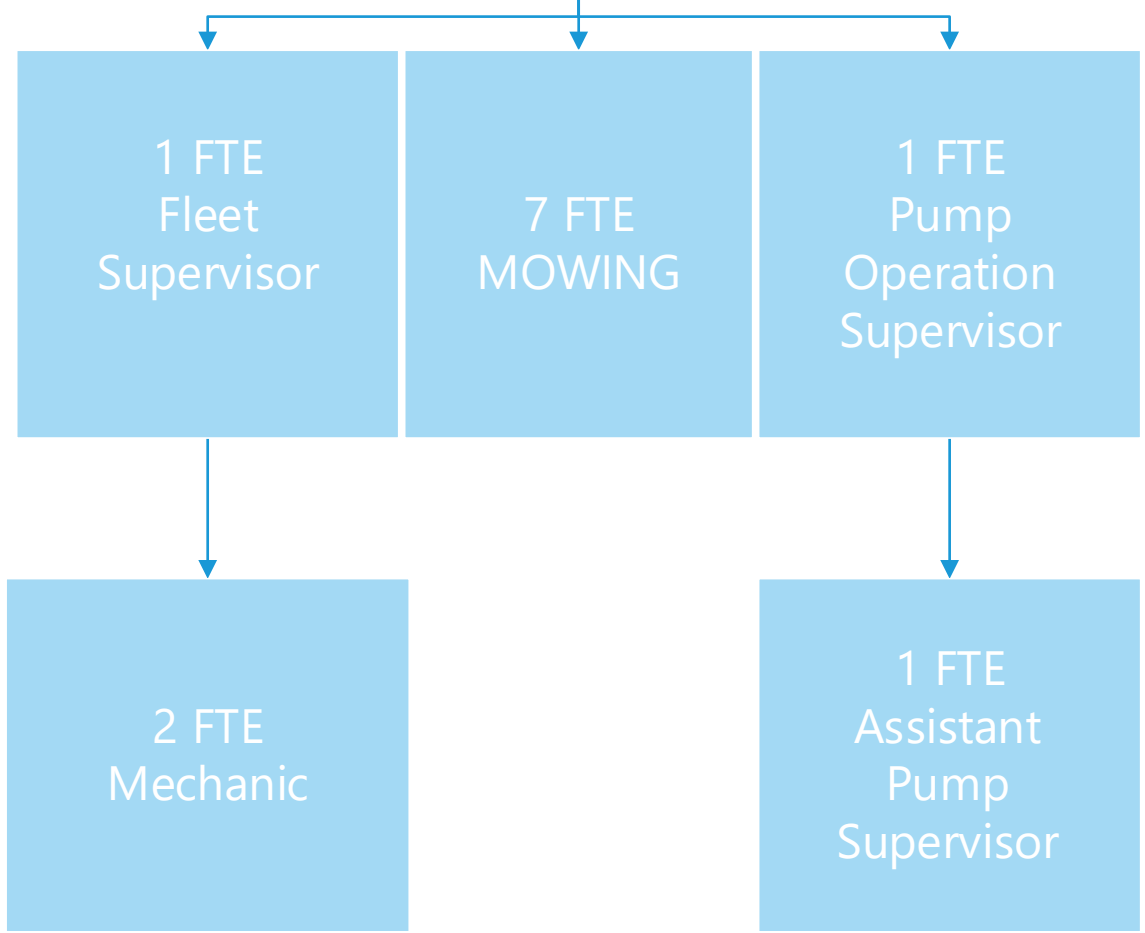 1 FTE
Fleet
Supervisor
7 FTE
MOWING
1 FTE
Pump
Operation
Supervisor
2 FTE
Mechanic
1 FTE
Assistant
Pump
Supervisor